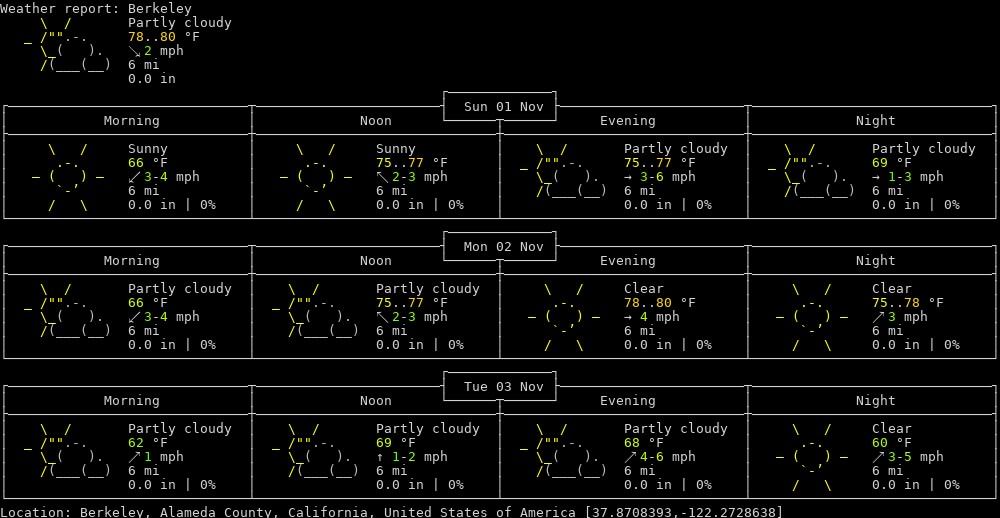 Weather report: Berkeley
Partly cloudy
78..80 °F
↘ 2 mph
6 mi
0.0 in
Sun 01 Nov
Morning Noon Evening Night
Sunny Sunny Partly cloudy Partly cloudy
66 °F 75..77 °F 75..77 °F 69 °F
↙ 3-4 mph ↖ 2-3 mph → 3-6 mph → 1-3 mph
6 mi 6 mi 6 mi 6 mi
0.0 in | 0% 0.0 in | 0% 0.0 in | 0% 0.0 in | 0%
Mon 02 Nov
Morning Noon Evening Night
Partly cloudy Partly cloudy Clear Clear
66 °F 75..77 °F 78..80 °F 75..78 °F
↙ 3-4 mph ↖ 2-3 mph → 4 mph ↗ 3 mph
6 mi 6 mi 6 mi 6 mi
0.0 in | 0% 0.0 in | 0% 0.0 in | 0% 0.0 in | 0%
Tue 03 Nov
Morning Noon Evening Night
Partly cloudy Partly cloudy Partly cloudy Clear
62 °F 69 °F 68 °F 60 °F
↗ 1 mph ↑ 1-2 mph ↗ 4-6 mph ↗ 3-5 mph
6 mi 6 mi 6 mi 6 mi
0.0 in | 0% 0.0 in | 0% 0.0 in | 0% 0.0 in | 0%
Location: Berkeley, Alameda County, California, United States of America [37.8708393,-122.2728638]